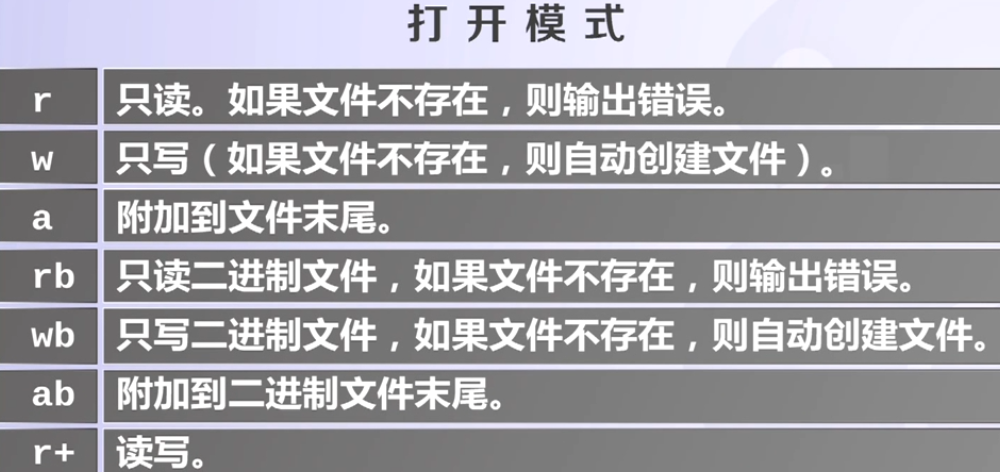 打开模式
r 只读。如果文件不存在，则输出错误。
w 只写（如果文件不存在，则自动创建文件）。
a 附加到文件末尾。
rb 只读二进制文件，如果文件不存在，则输出错误。
wb 只写二进制文件，如果文件不存在，则自动创建文件。
ab 附加到二进制文件末尾。
r+ 读写。